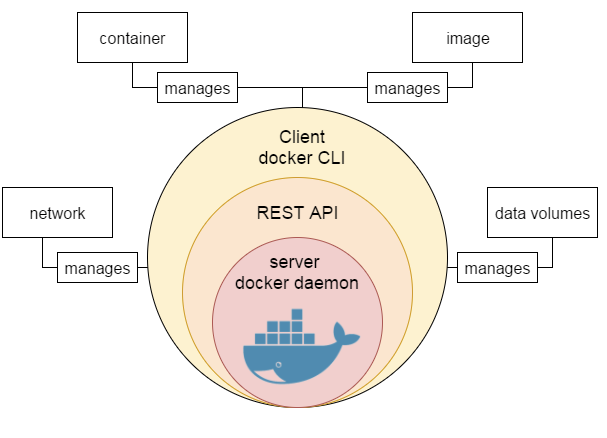 container
image
manages
manages
Client
docker CLI
network
REST API
data volumes
manages
server
docker daemon
manages